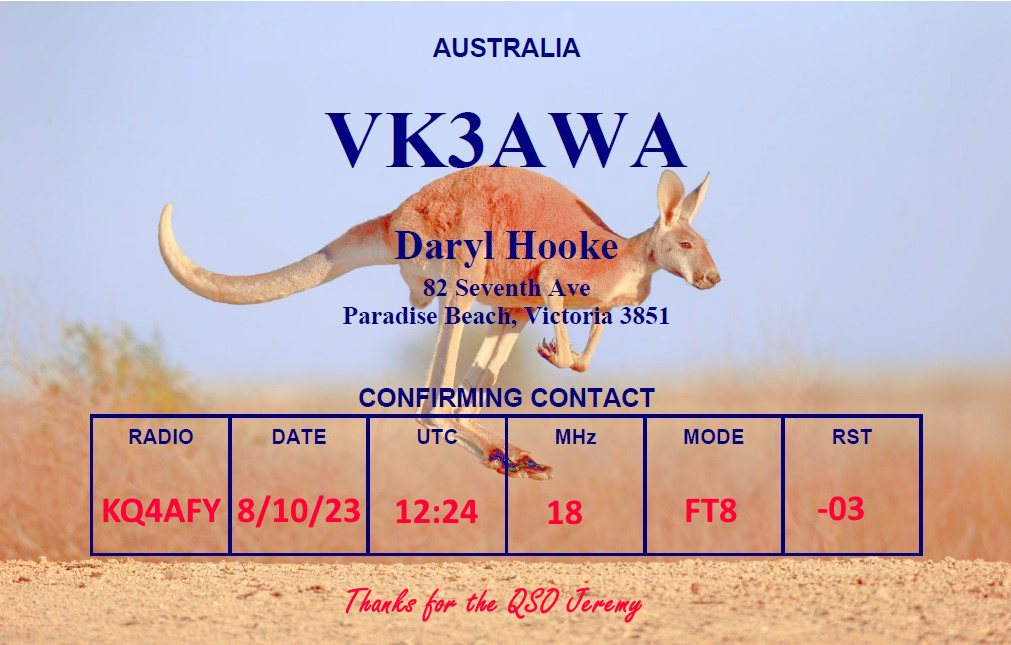 AUSTRALIA
VK3AWA
Daryl Hooke
82 Seventh Ave
Paradise Beach, Victoria 3851
CONFIRMING CONTACT
RADIO DATE UTC MHz MODE RST
KQ4AFY 8/10/23 12:24 18 FT8 -03
Thanks for the QSO Jeremy